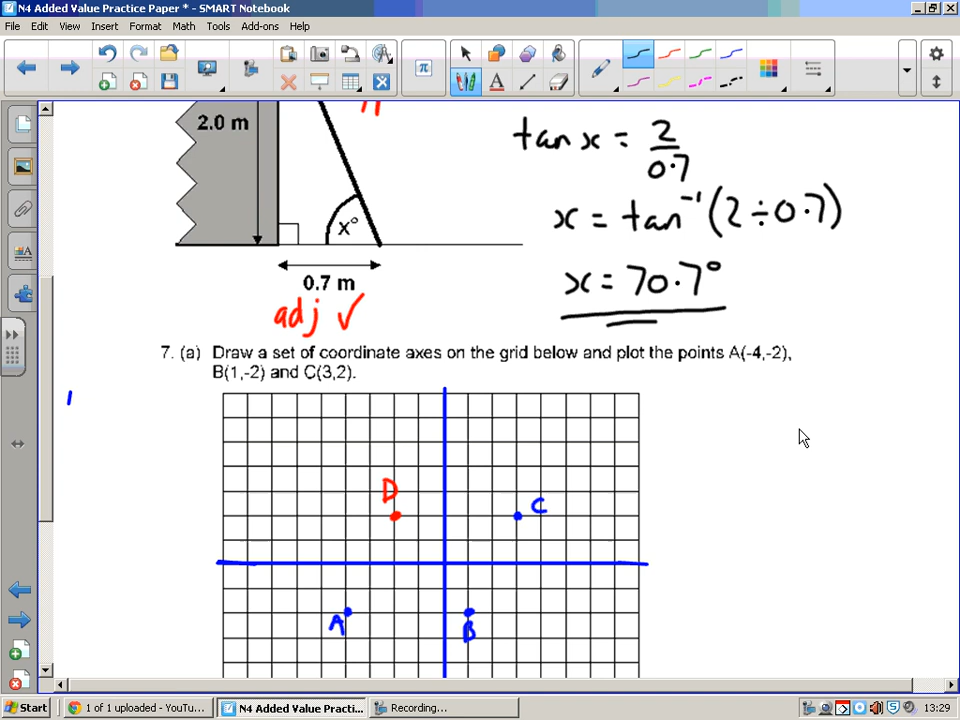 N4 Added Value Practice Paper * - SMART Notebook
File Edit View Insert Format Math Tools Add-ons Help
2.0 m
x°
0.7 m
adj ✓
tan x = 2
0·7
x = tan⁻¹(2÷0·7)
x = 70·7°
7. (a) Draw a set of coordinate axes on the grid below and plot the points A(-4,-2),
B(1,-2) and C(3,2).
D
C
A
B
Start
1 of 1 uploaded - YouTu...
N4 Added Value Practi...
Recording...
13:29